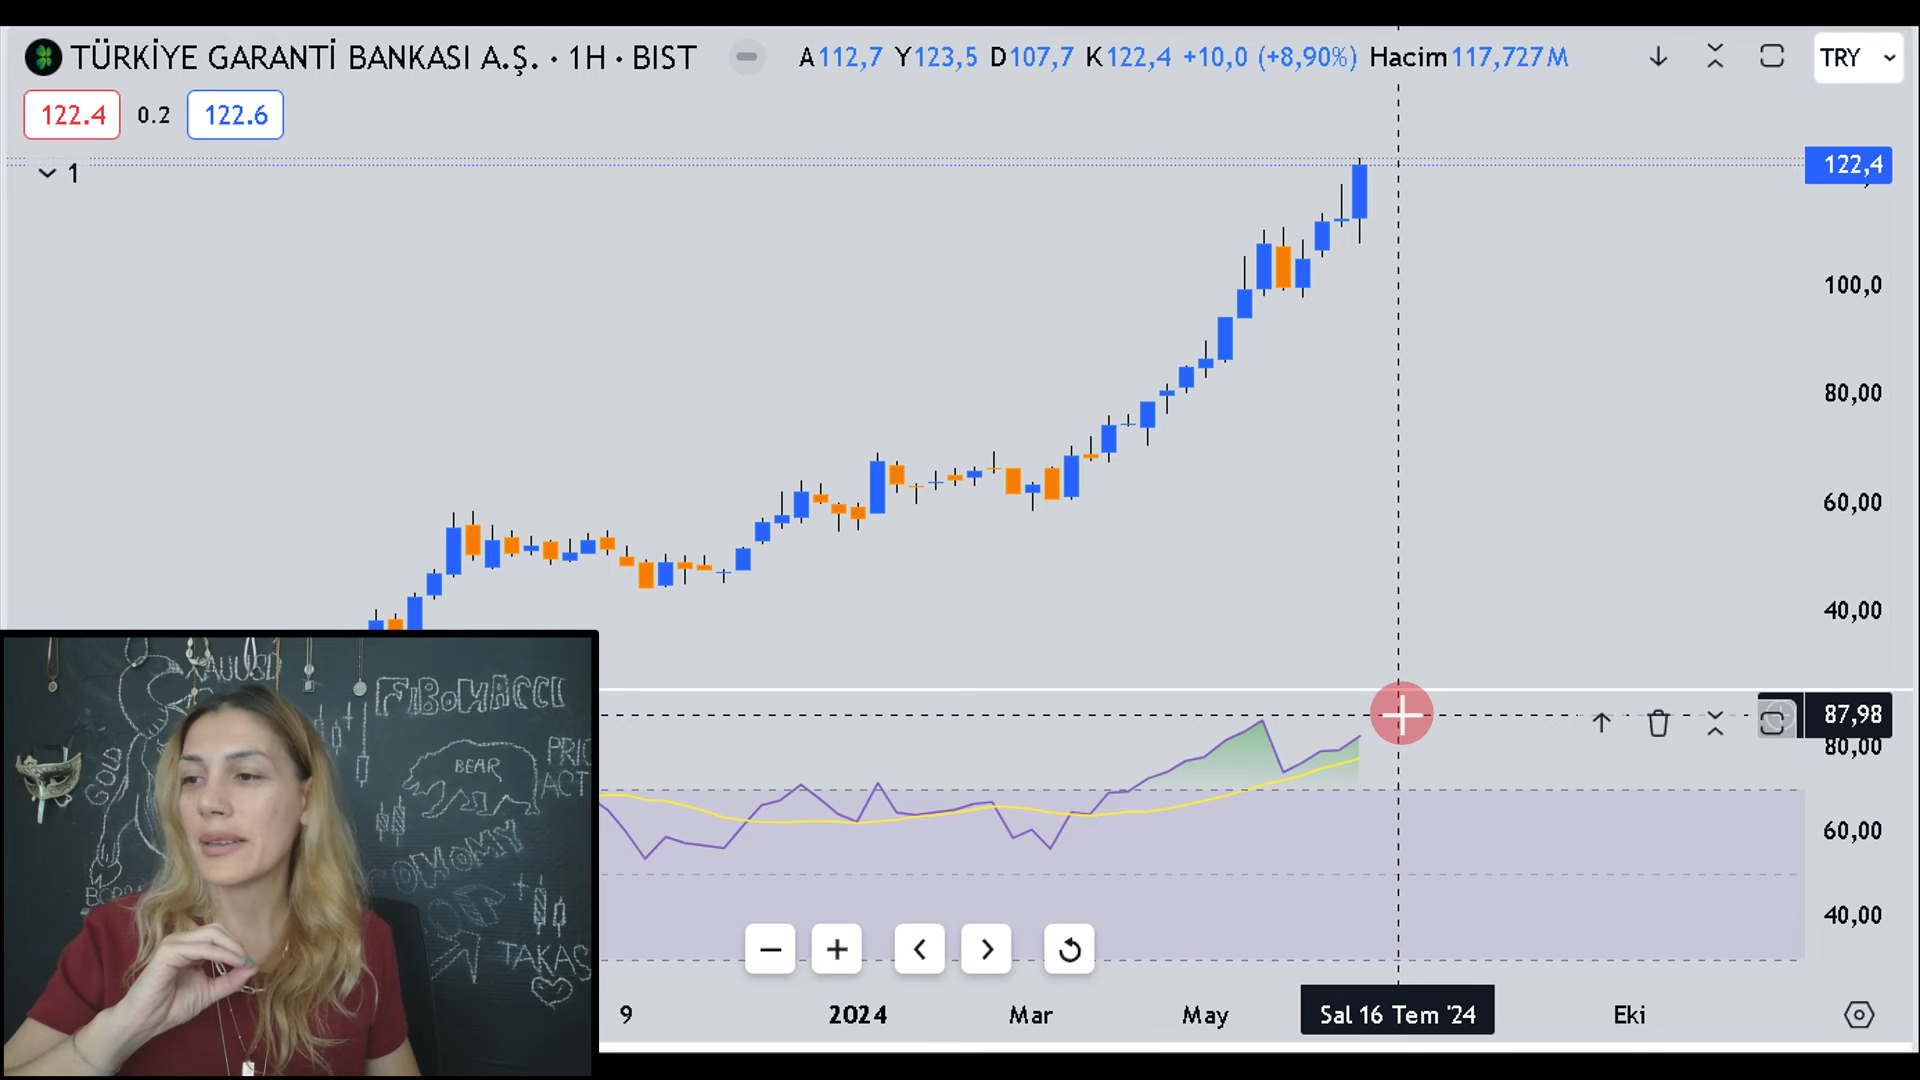 TÜRKİYE GARANTİ BANKASI A.Ş. · 1H · BIST
A112,7 Y123,5 D107,7 K122,4 +10,0 (+8,90%) Hacim117,727M
TRY
122.4 0.2 122.6
1
122,4
100,0
80,00
60,00
40,00
87,98
80,00
60,00
40,00
9 2024 Mar May Sal 16 Tem '24 Eki
FiBoNACCI
BEAR
GOLD
TAKAS